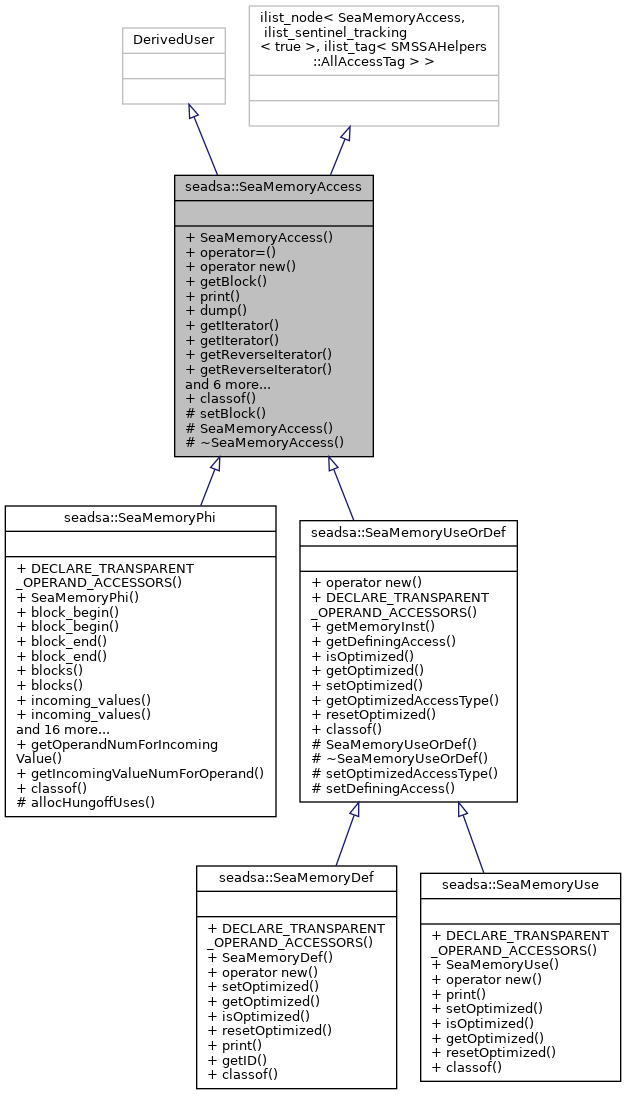 DerivedUser
ilist_node< SeaMemoryAccess,
ilist_sentinel_tracking
< true >, ilist_tag< SMSSAHelpers
::AllAccessTag > >
seadsa::SeaMemoryAccess
+ SeaMemoryAccess()
+ operator=()
+ operator new()
+ getBlock()
+ print()
+ dump()
+ getIterator()
+ getIterator()
+ getReverseIterator()
+ getReverseIterator()
and 6 more...
+ classof()
# setBlock()
# SeaMemoryAccess()
# ~SeaMemoryAccess()
seadsa::SeaMemoryPhi
+ DECLARE_TRANSPARENT
_OPERAND_ACCESSORS()
+ SeaMemoryPhi()
+ block_begin()
+ block_begin()
+ block_end()
+ block_end()
+ blocks()
+ blocks()
+ incoming_values()
+ incoming_values()
and 16 more...
+ getOperandNumForIncoming
Value()
+ getIncomingValueNumForOperand()
+ classof()
# allocHungoffUses()
seadsa::SeaMemoryUseOrDef
+ operator new()
+ DECLARE_TRANSPARENT
_OPERAND_ACCESSORS()
+ getMemoryInst()
+ getDefiningAccess()
+ isOptimized()
+ getOptimized()
+ setOptimized()
+ getOptimizedAccessType()
+ resetOptimized()
+ classof()
# SeaMemoryUseOrDef()
# ~SeaMemoryUseOrDef()
# setOptimizedAccessType()
# setDefiningAccess()
seadsa::SeaMemoryDef
+ DECLARE_TRANSPARENT
_OPERAND_ACCESSORS()
+ SeaMemoryDef()
+ operator new()
+ setOptimized()
+ getOptimized()
+ isOptimized()
+ resetOptimized()
+ print()
+ getID()
+ classof()
seadsa::SeaMemoryUse
+ DECLARE_TRANSPARENT
_OPERAND_ACCESSORS()
+ SeaMemoryUse()
+ operator new()
+ print()
+ setOptimized()
+ isOptimized()
+ getOptimized()
+ resetOptimized()
+ classof()